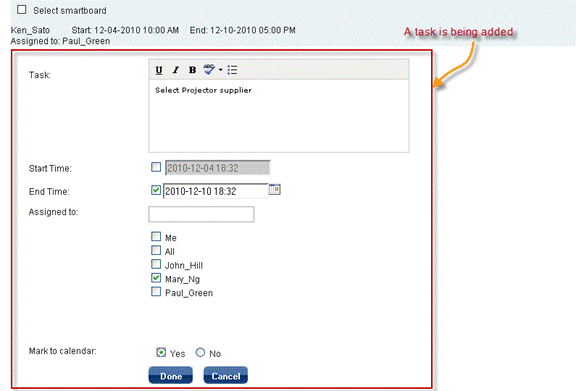 Select smartboard
Ken_Sato Start: 12-04-2010 10:00 AM End: 12-10-2010 05:00 PM
Assigned to: Paul_Green
A task is being added
Task:
U I B ABC
Select Projector supplier
Start Time: 2010-12-04 18:32
End Time: 2010-12-10 18:32
Assigned to:
Me
All
John_Hill
Mary_Ng
Paul_Green
Mark to calendar: Yes No
Done Cancel